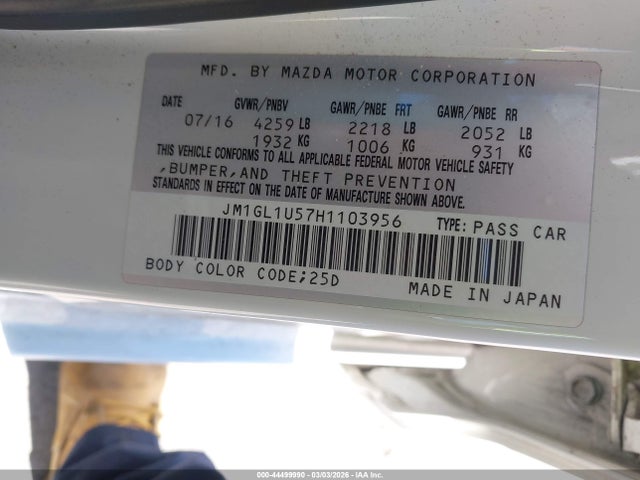 MFD. BY MAZDA MOTOR CORPORATION
DATE GVWR/PNBV GAWR/PNBE FRT GAWR/PNBE RR
07/16 4259 LB 2218 LB 2052 LB
1932 KG 1006 KG 931 KG
THIS VEHICLE CONFORMS TO ALL APPLICABLE FEDERAL MOTOR VEHICLE SAFETY
,BUMPER,AND THEFT PREVENTION
STANDARDS IN EFFECT ON THE DATE OF MANUFACTURE SHOWN ABOVE.
JM1GL1U57H1103956 TYPE: PASS CAR
BODY COLOR CODE;25D MADE IN JAPAN
000-44499990 - 03/03/2026 - IAA Inc.